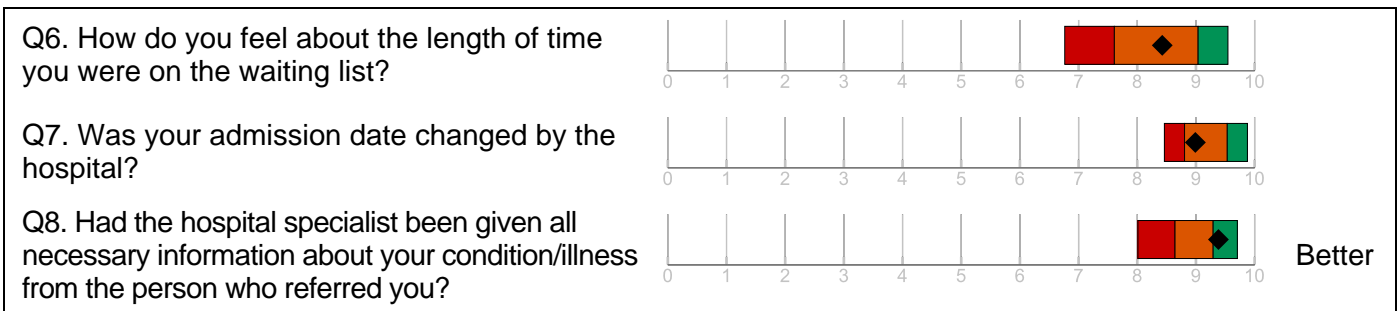 Q6. How do you feel about the length of time
you were on the waiting list?
0 1 2 3 4 5 6 7 8 9 10
Q7. Was your admission date changed by the
hospital?
0 1 2 3 4 5 6 7 8 9 10
Q8. Had the hospital specialist been given all
necessary information about your condition/illness
from the person who referred you?
0 1 2 3 4 5 6 7 8 9 10
Better